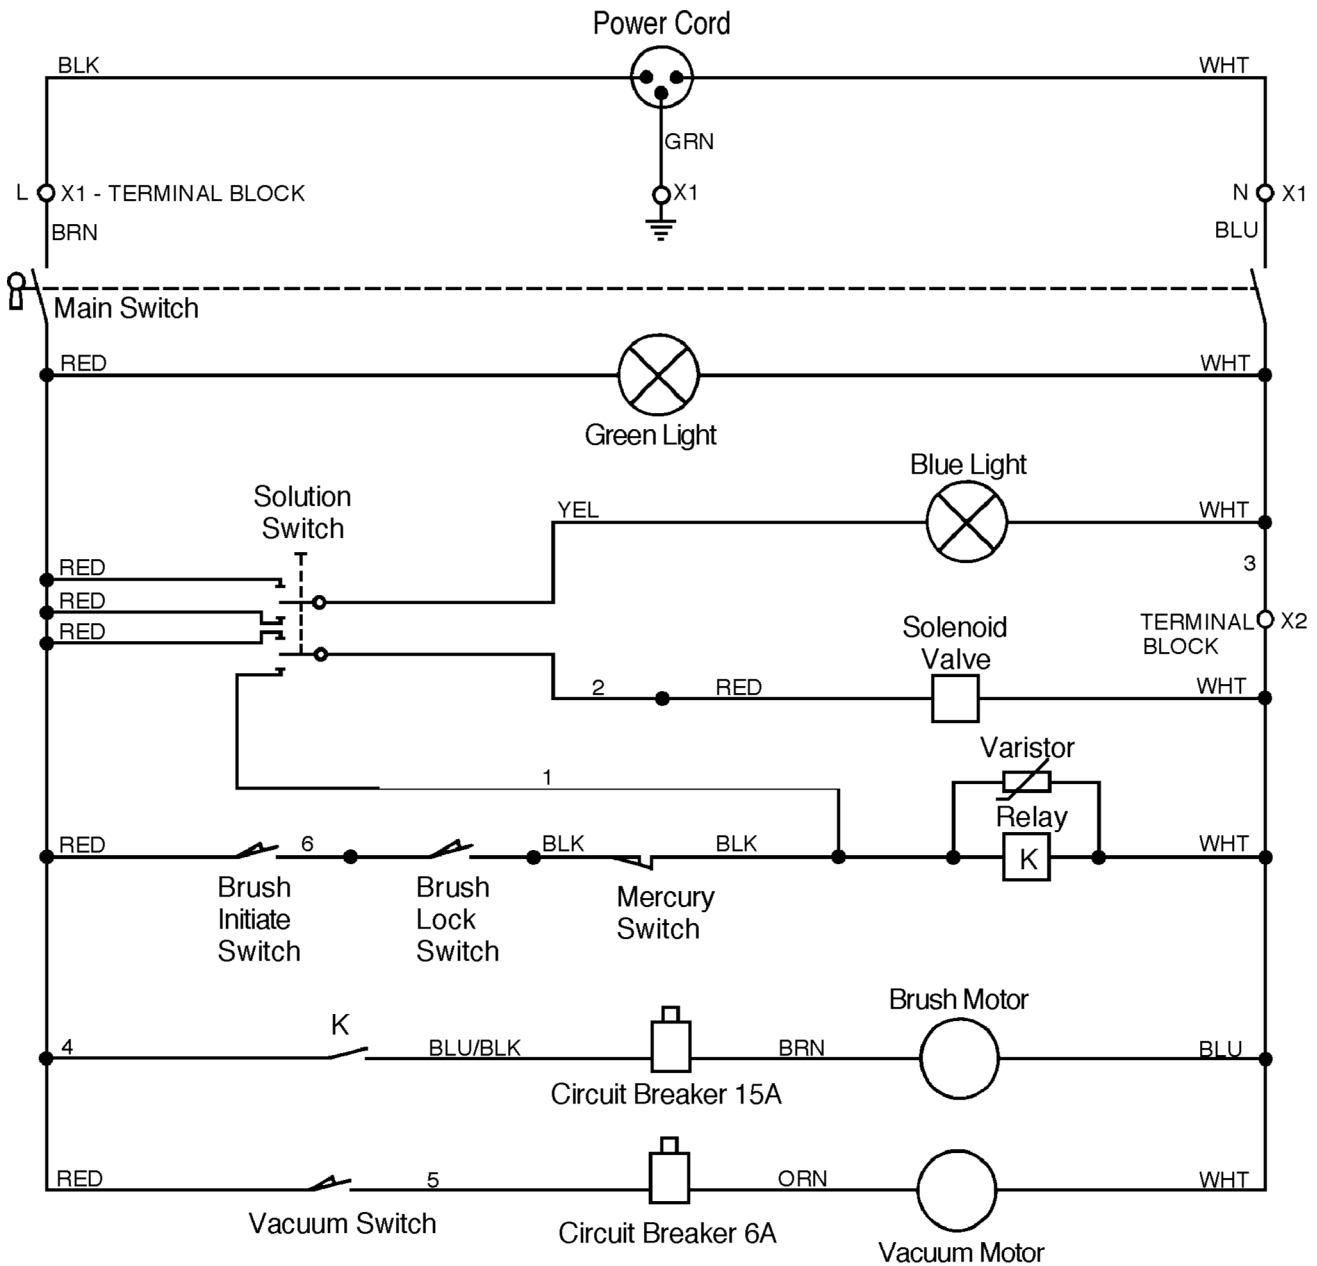 Power Cord
BLK
WHT
GRN
L
X1 - TERMINAL BLOCK
X1
N
X1
BRN
BLU
Main Switch
RED
WHT
Green Light
Blue Light
Solution
Switch
YEL
WHT
RED
3
RED
RED
TERMINAL
BLOCK
X2
Solenoid
Valve
2
RED
WHT
Varistor
1
Relay
RED
6
BLK
BLK
K
WHT
Brush
Initiate
Switch
Brush
Lock
Switch
Mercury
Switch
Brush Motor
4
K
BLU/BLK
BRN
BLU
Circuit Breaker 15A
RED
5
ORN
WHT
Vacuum Switch
Circuit Breaker 6A
Vacuum Motor